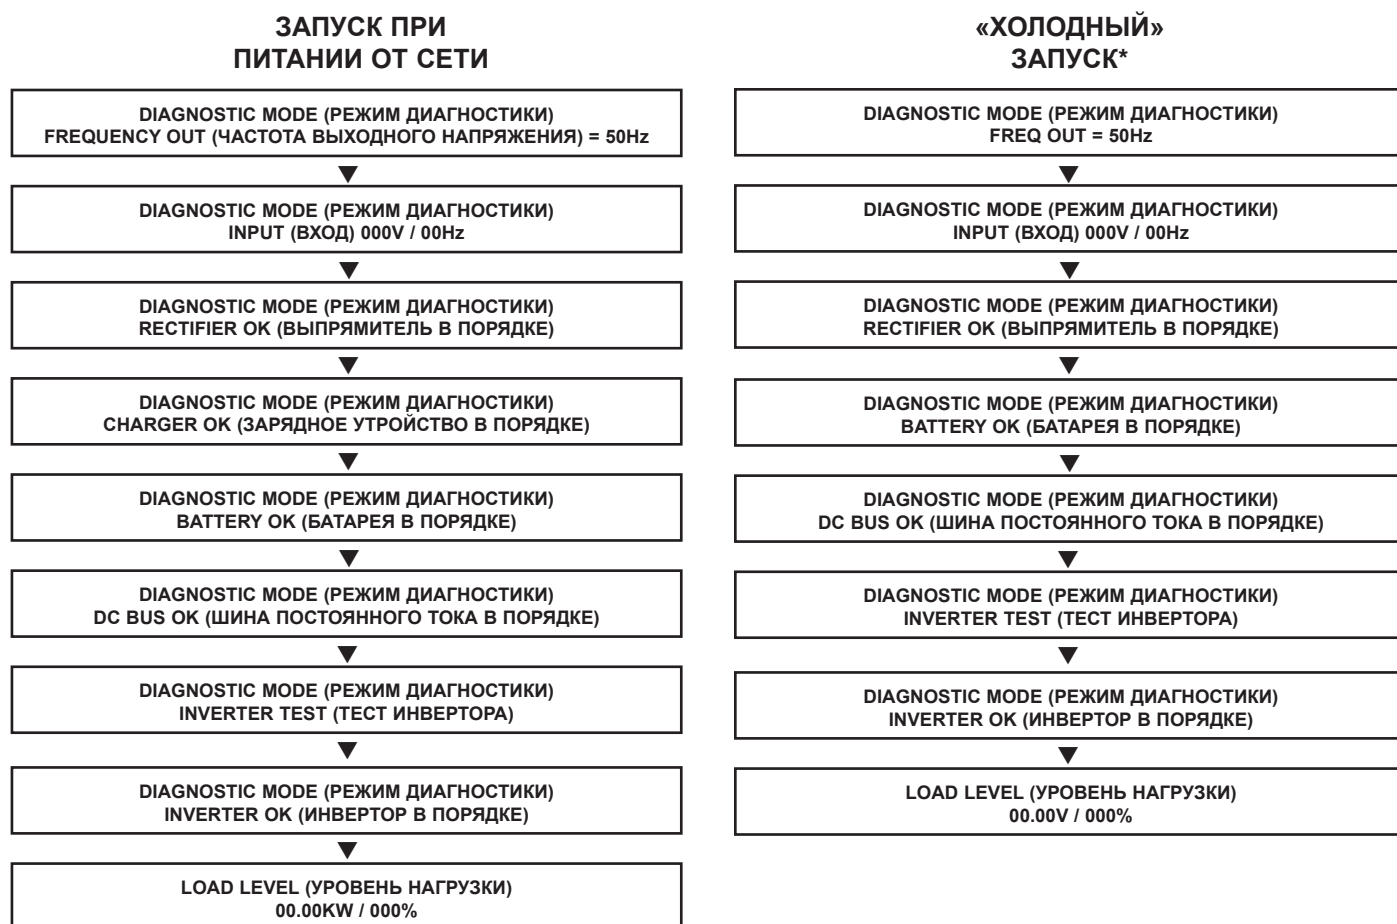 ЗАПУСК ПРИ
ПИТАНИИ ОТ СЕТИ
DIAGNOSTIC MODE (РЕЖИМ ДИАГНОСТИКИ)
FREQUENCY OUT (ЧАСТОТА ВЫХОДНОГО НАПРЯЖЕНИЯ) = 50Hz
DIAGNOSTIC MODE (РЕЖИМ ДИАГНОСТИКИ)
INPUT (ВХОД) 000V / 00Hz
DIAGNOSTIC MODE (РЕЖИМ ДИАГНОСТИКИ)
RECTIFIER OK (ВЫПРЯМИТЕЛЬ В ПОРЯДКЕ)
DIAGNOSTIC MODE (РЕЖИМ ДИАГНОСТИКИ)
CHARGER OK (ЗАРЯДНОЕ УТРОЙСТВО В ПОРЯДКЕ)
DIAGNOSTIC MODE (РЕЖИМ ДИАГНОСТИКИ)
BATTERY OK (БАТАРЕЯ В ПОРЯДКЕ)
DIAGNOSTIC MODE (РЕЖИМ ДИАГНОСТИКИ)
DC BUS OK (ШИНА ПОСТОЯННОГО ТОКА В ПОРЯДКЕ)
DIAGNOSTIC MODE (РЕЖИМ ДИАГНОСТИКИ)
INVERTER TEST (ТЕСТ ИНВЕРТОРА)
DIAGNOSTIC MODE (РЕЖИМ ДИАГНОСТИКИ)
INVERTER OK (ИНВЕРТОР В ПОРЯДКЕ)
LOAD LEVEL (УРОВЕНЬ НАГРУЗКИ)
00.00KW / 000%
«ХОЛОДНЫЙ»
ЗАПУСК*
DIAGNOSTIC MODE (РЕЖИМ ДИАГНОСТИКИ)
FREQ OUT = 50Hz
DIAGNOSTIC MODE (РЕЖИМ ДИАГНОСТИКИ)
INPUT (ВХОД) 000V / 00Hz
DIAGNOSTIC MODE (РЕЖИМ ДИАГНОСТИКИ)
RECTIFIER OK (ВЫПРЯМИТЕЛЬ В ПОРЯДКЕ)
DIAGNOSTIC MODE (РЕЖИМ ДИАГНОСТИКИ)
BATTERY OK (БАТАРЕЯ В ПОРЯДКЕ)
DIAGNOSTIC MODE (РЕЖИМ ДИАГНОСТИКИ)
DC BUS OK (ШИНА ПОСТОЯННОГО ТОКА В ПОРЯДКЕ)
DIAGNOSTIC MODE (РЕЖИМ ДИАГНОСТИКИ)
INVERTER TEST (ТЕСТ ИНВЕРТОРА)
DIAGNOSTIC MODE (РЕЖИМ ДИАГНОСТИКИ)
INVERTER OK (ИНВЕРТОР В ПОРЯДКЕ)
LOAD LEVEL (УРОВЕНЬ НАГРУЗКИ)
00.00V / 000%